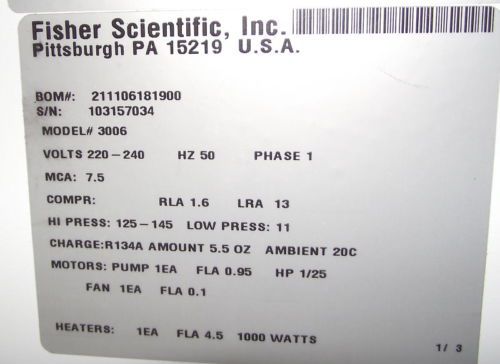 Fisher Scientific, Inc.
Pittsburgh PA 15219 U.S.A.
BOM#: 211106181900
S/N: 103157034
MODEL# 3006
VOLTS 220-240 HZ 50 PHASE 1
MCA: 7.5
COMPR: RLA 1.6 LRA 13
HI PRESS: 125-145 LOW PRESS: 11
CHARGE:R134A AMOUNT 5.5 OZ AMBIENT 20C
MOTORS: PUMP 1EA FLA 0.95 HP 1/25
FAN 1EA FLA 0.1
HEATERS: 1EA FLA 4.5 1000 WATTS
1/ 3